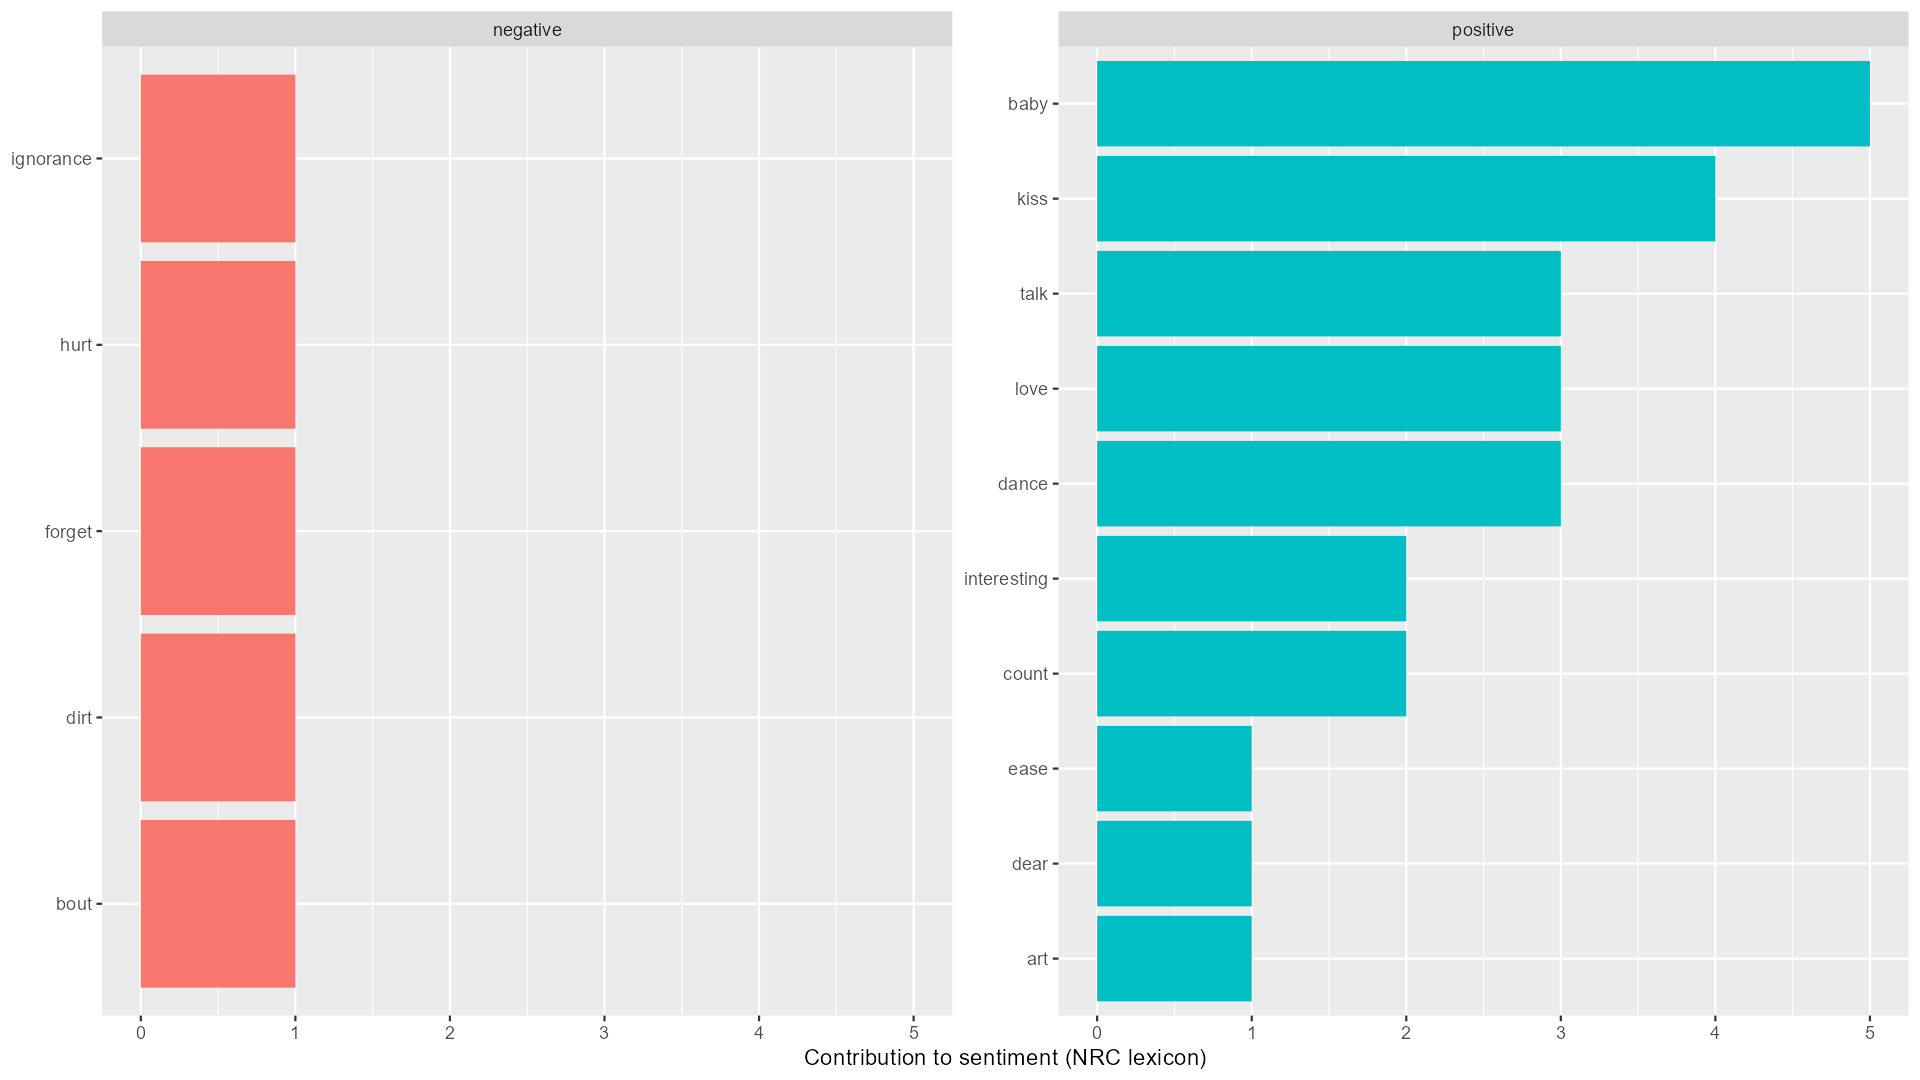 negative
ignorance
hurt
forget
dirt
bout
0 1 2 3 4 5
positive
baby
kiss
talk
love
dance
interesting
count
ease
dear
art
0 1 2 3 4 5
Contribution to sentiment (NRC lexicon)